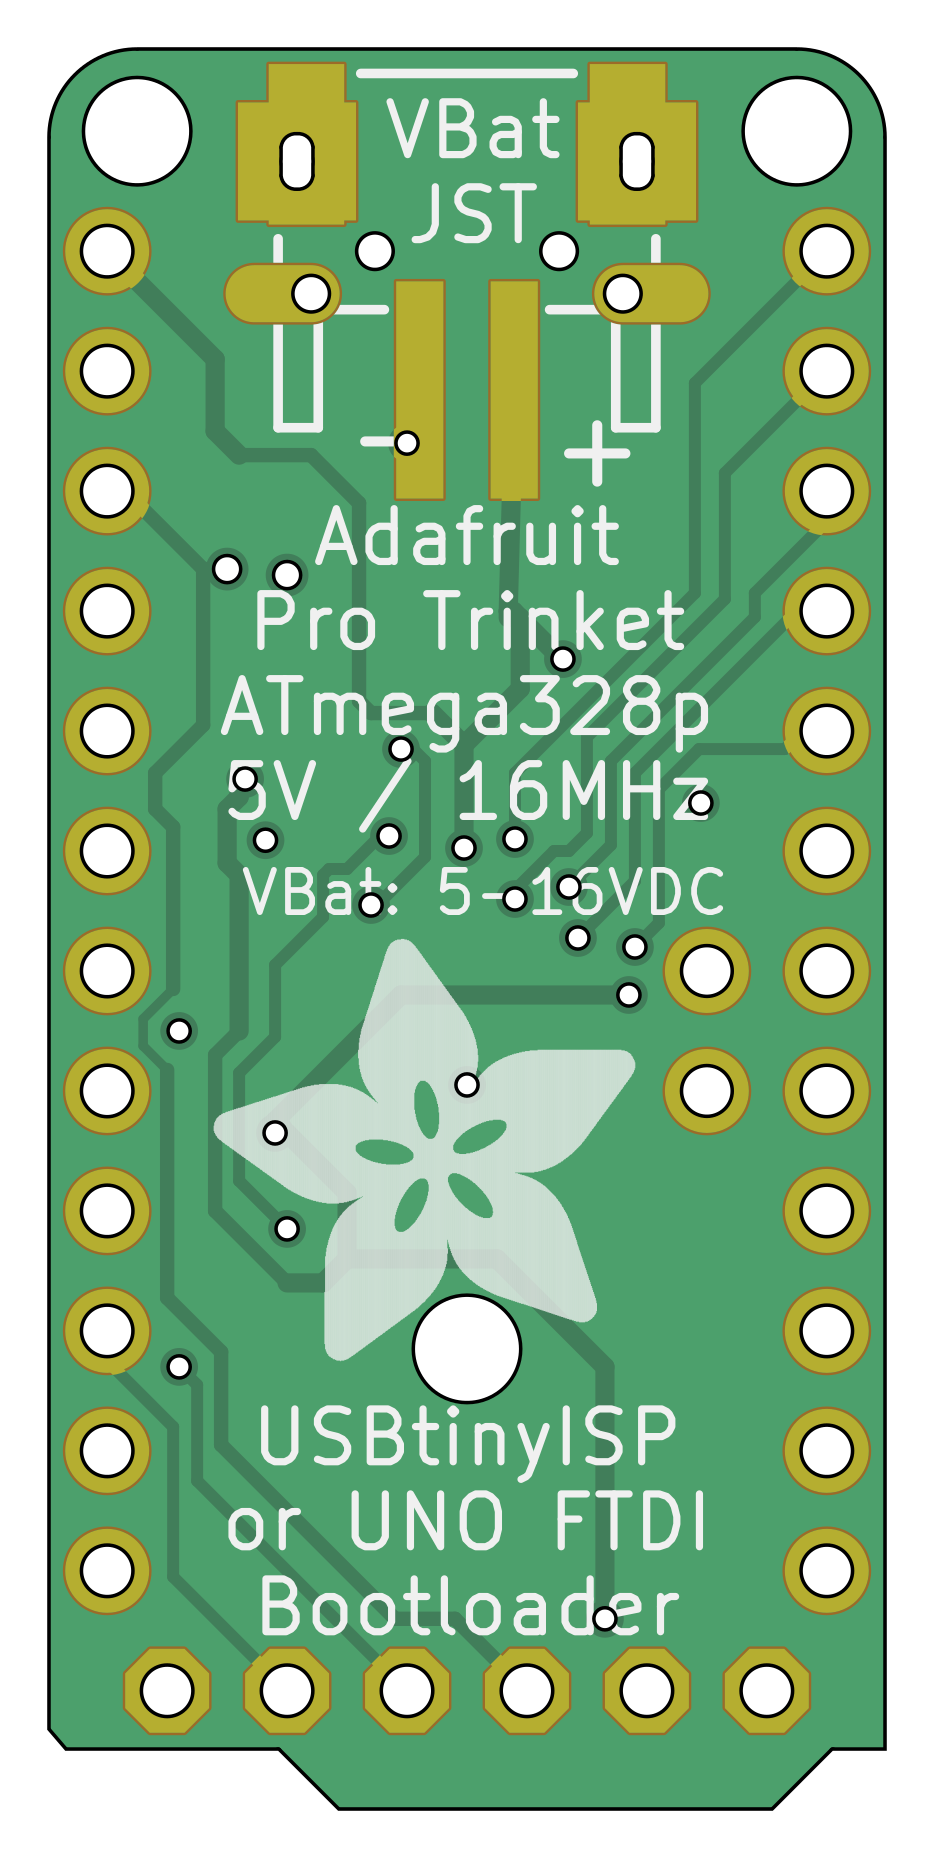 VBat
JST
- +
Adafruit
Pro Trinket
ATmega328p
5V / 16MHz
VBat: 5-16VDC
USBtinyISP
or UNO FTDI
Bootloader